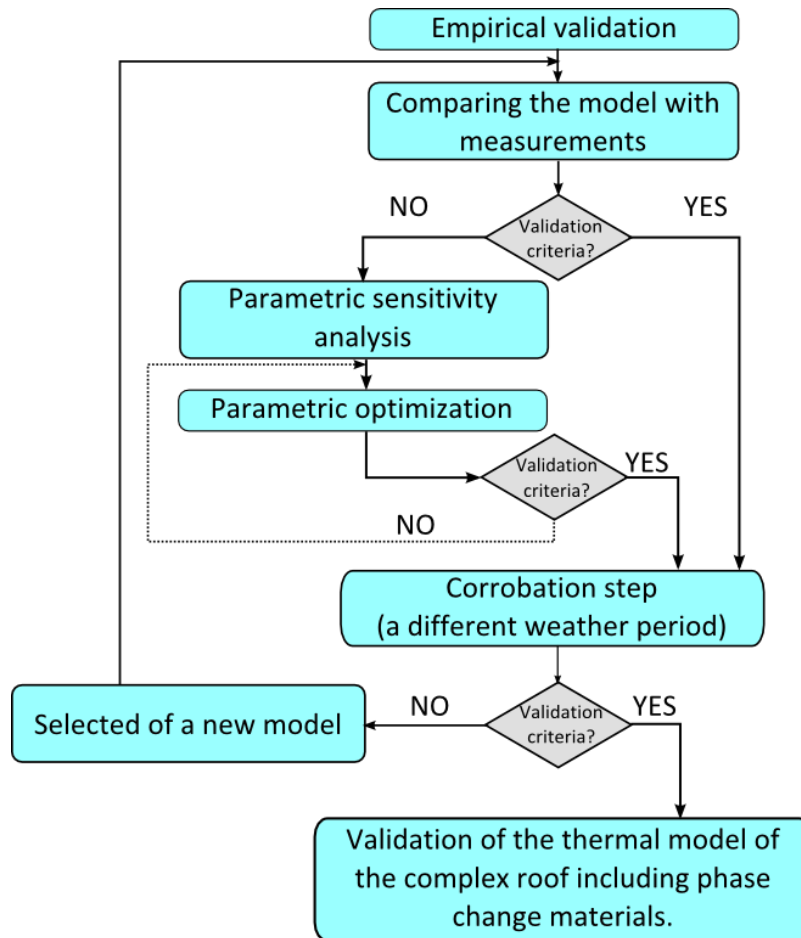 Empirical validation
Comparing the model with
measurements
NO
YES
Validation
criteria?
Parametric sensitivity
analysis
Parametric optimization
Validation
criteria?
YES
NO
Corrobation step
(a different weather period)
Selected of a new model
NO
Validation
criteria?
YES
Validation of the thermal model of
the complex roof including phase
change materials.